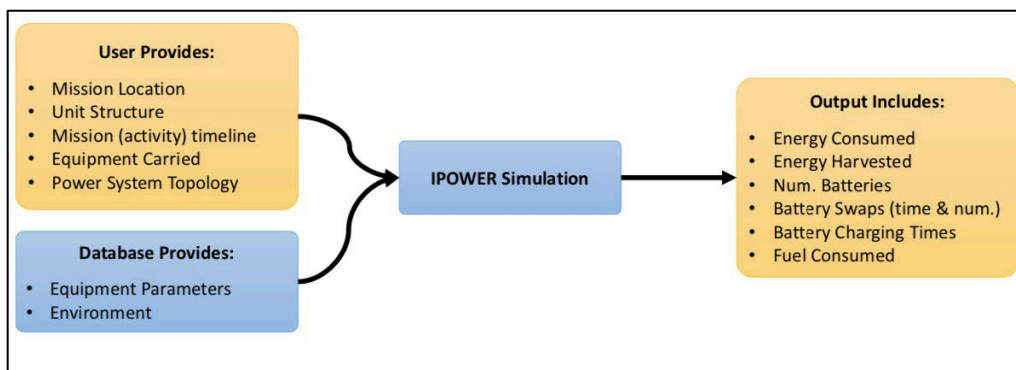 User Provides:
• Mission Location
• Unit Structure
• Mission (activity) timeline
• Equipment Carried
• Power System Topology
Database Provides:
• Equipment Parameters
• Environment
IPOWER Simulation
Output Includes:
• Energy Consumed
• Energy Harvested
• Num. Batteries
• Battery Swaps (time & num.)
• Battery Charging Times
• Fuel Consumed